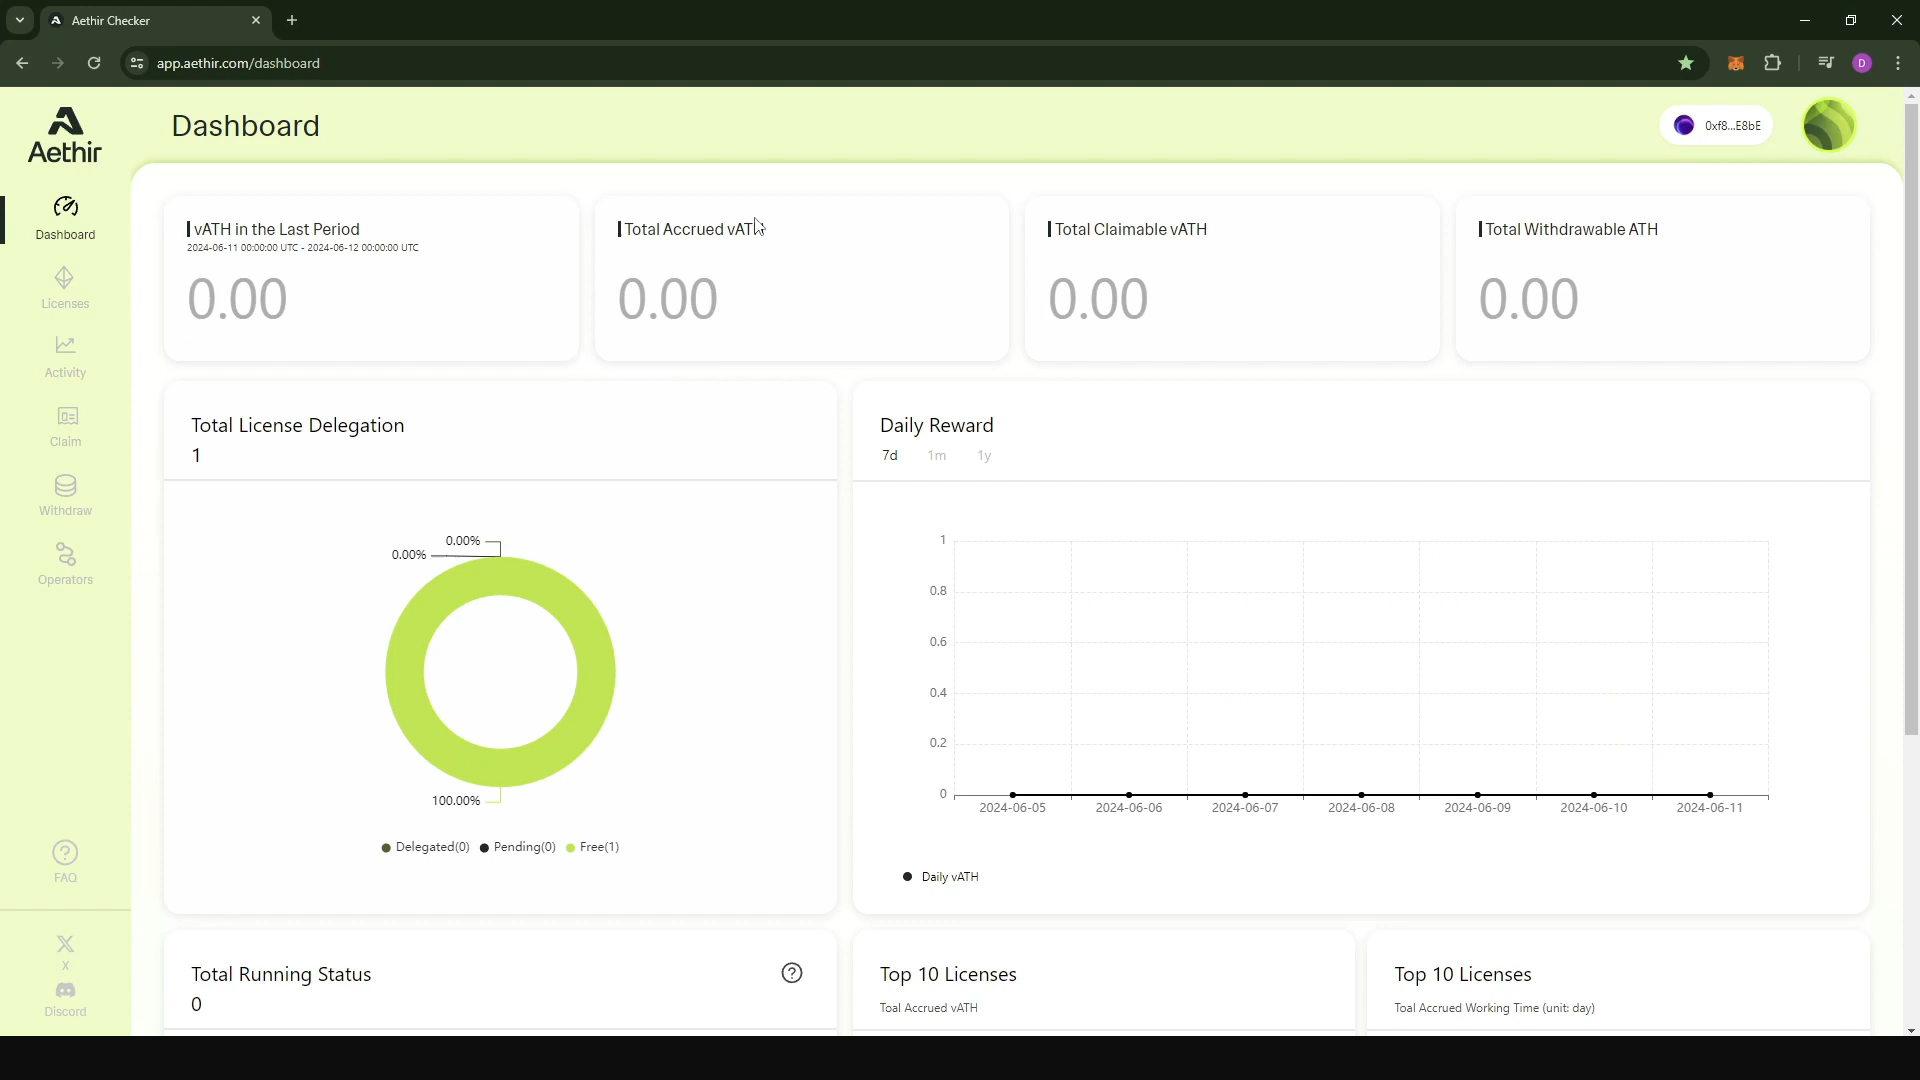 Aethir Checker
app.aethir.com/dashboard
D
Aethir
Dashboard
0xf8...E8bE
Dashboard
Licenses
Activity
Claim
Withdraw
Operators
FAQ
X
Discord
vATH in the Last Period
2024-06-11 00:00:00 UTC - 2024-06-12 00:00:00 UTC
0.00
Total Accrued vATH
0.00
Total Claimable vATH
0.00
Total Withdrawable ATH
0.00
Total License Delegation
1
0.00%
0.00%
100.00%
Delegated(0) Pending(0) Free(1)
Daily Reward
7d 1m 1y
1
0.8
0.6
0.4
0.2
0
2024-06-05 2024-06-06 2024-06-07 2024-06-08 2024-06-09 2024-06-10 2024-06-11
Daily vATH
Total Running Status
0
Top 10 Licenses
Toal Accrued vATH
Top 10 Licenses
Toal Accrued Working Time (unit: day)